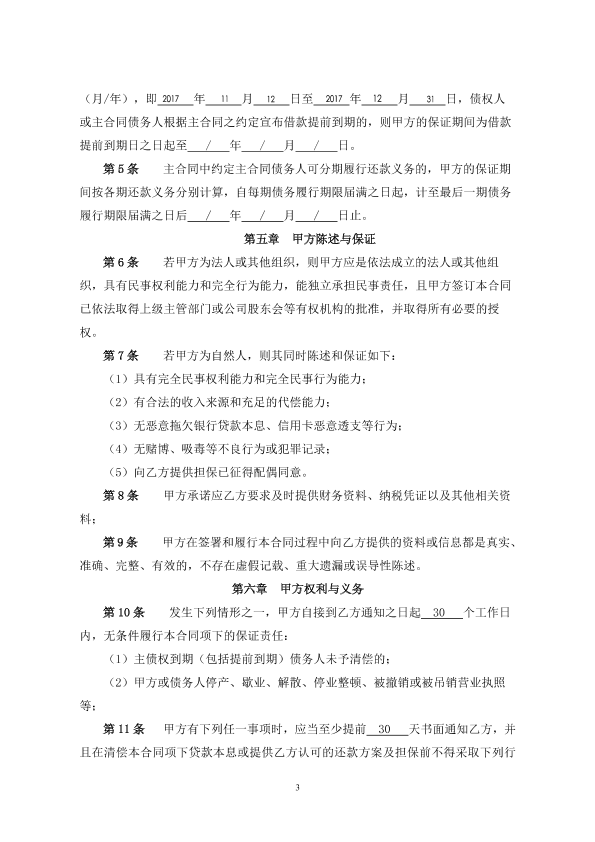 （月/年），即 2017 年 11 月 12 日至 2017 年 12 月 31 日，债权人
或主合同债务人根据主合同之约定宣布借款提前到期的，则甲方的保证期间为借款
提前到期日之日起至 / 年 / 月 / 日。
第 5 条 主合同中约定主合同债务人可分期履行还款义务的，甲方的保证期
间按各期还款义务分别计算，自每期债务履行期限届满之日起，计至最后一期债务
履行期限届满之日后 / 年 / 月 / 日止。
第五章 甲方陈述与保证
第 6 条 若甲方为法人或其他组织，则甲方应是依法成立的法人或其他组
织，具有民事权利能力和完全行为能力，能独立承担民事责任，且甲方签订本合同
已依法取得上级主管部门或公司股东会等有权机构的批准，并取得所有必要的授
权。
第 7 条 若甲方为自然人，则其同时陈述和保证如下：
（1）具有完全民事权利能力和完全民事行为能力；
（2）有合法的收入来源和充足的代偿能力；
（3）无恶意拖欠银行贷款本息、信用卡恶意透支等行为；
（4）无赌博、吸毒等不良行为或犯罪记录；
（5）向乙方提供担保已征得配偶同意。
第 8 条 甲方承诺应乙方要求及时提供财务资料、纳税凭证以及其他相关资
料；
第 9 条 甲方在签署和履行本合同过程中向乙方提供的资料或信息都是真实、
准确、完整、有效的，不存在虚假记载、重大遗漏或误导性陈述。
第六章 甲方权利与义务
第 10 条 发生下列情形之一，甲方自接到乙方通知之日起 30 个工作日
内，无条件履行本合同项下的保证责任：
（1）主债权到期（包括提前到期）债务人未予清偿的；
（2）甲方或债务人停产、歇业、解散、停业整顿、被撤销或被吊销营业执照
等；
第 11 条 甲方有下列任一事项时，应当至少提前 30 天书面通知乙方，并
且在清偿本合同项下贷款本息或提供乙方认可的还款方案及担保前不得采取下列行
3